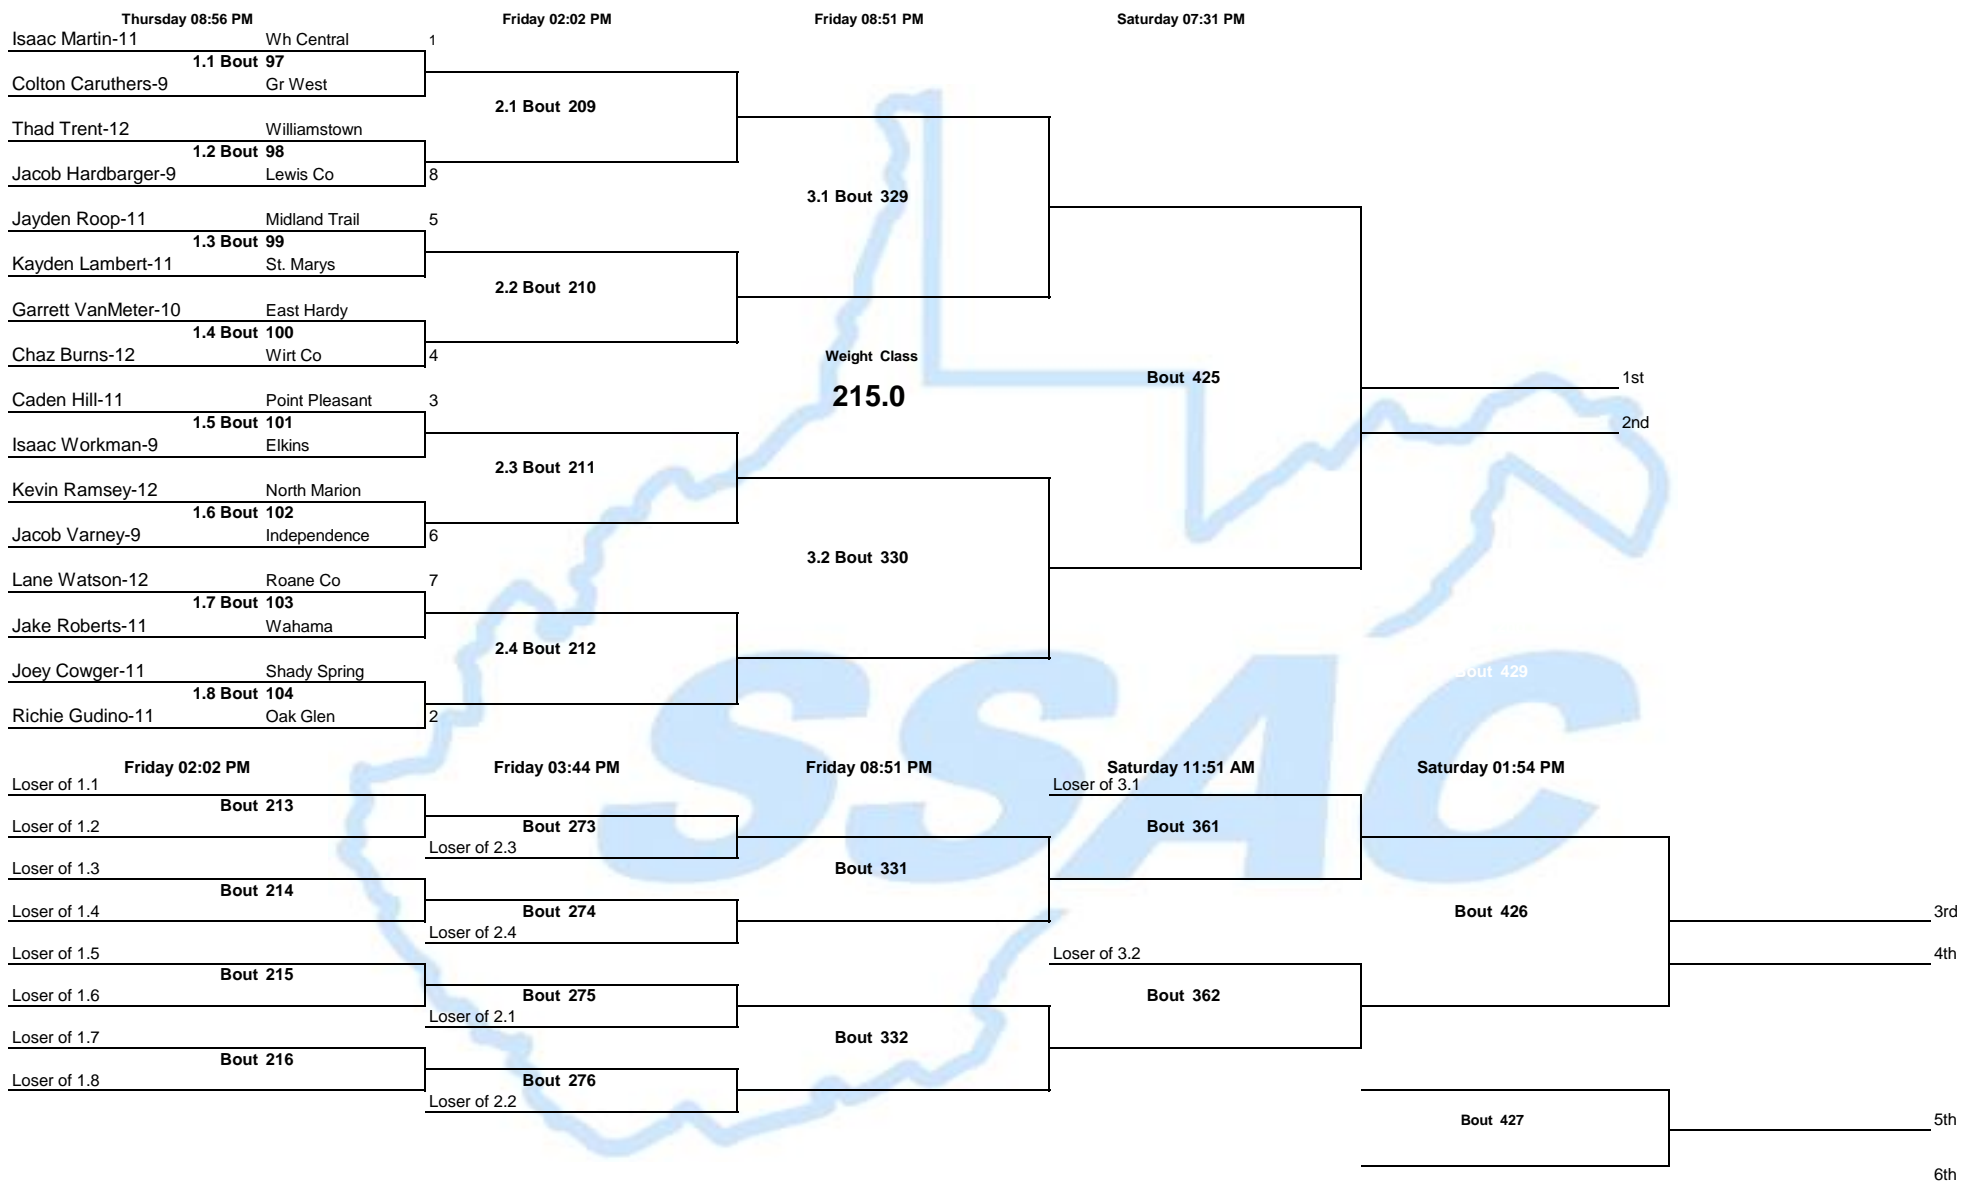 Thursday 08:56 PM Friday 02:02 PM Friday 08:51 PM Saturday 07:31 PM
Isaac Martin-11 Wh Central 1
1.1 Bout 97
Colton Caruthers-9 Gr West
2.1 Bout 209
Thad Trent-12 Williamstown
1.2 Bout 98
Jacob Hardbarger-9 Lewis Co 8
3.1 Bout 329
Jayden Roop-11 Midland Trail 5
1.3 Bout 99
Kayden Lambert-11 St. Marys
2.2 Bout 210
Garrett VanMeter-10 East Hardy
1.4 Bout 100
Chaz Burns-12 Wirt Co 4
Weight Class
215.0
Bout 425
1st
2nd
Caden Hill-11 Point Pleasant 3
1.5 Bout 101
Isaac Workman-9 Elkins
2.3 Bout 211
Kevin Ramsey-12 North Marion
1.6 Bout 102
Jacob Varney-9 Independence 6
3.2 Bout 330
Lane Watson-12 Roane Co 7
1.7 Bout 103
Jake Roberts-11 Wahama
2.4 Bout 212
Joey Cowger-11 Shady Spring
Bout 429
1.8 Bout 104
Richie Gudino-11 Oak Glen 2
SSAC
Friday 02:02 PM Friday 03:44 PM Friday 08:51 PM Saturday 11:51 AM Saturday 01:54 PM
Loser of 1.1 Loser of 3.1
Bout 213
Loser of 1.2 Bout 273 Bout 361
Loser of 2.3
Loser of 1.3 Bout 331
Bout 214
Loser of 1.4 Bout 274 Bout 426 3rd
Loser of 2.4
Loser of 1.5 Loser of 3.2 4th
Bout 215
Loser of 1.6 Bout 275 Bout 362
Loser of 2.1
Loser of 1.7 Bout 332
Bout 216
Loser of 1.8 Bout 276
Loser of 2.2
Bout 427 5th
6th